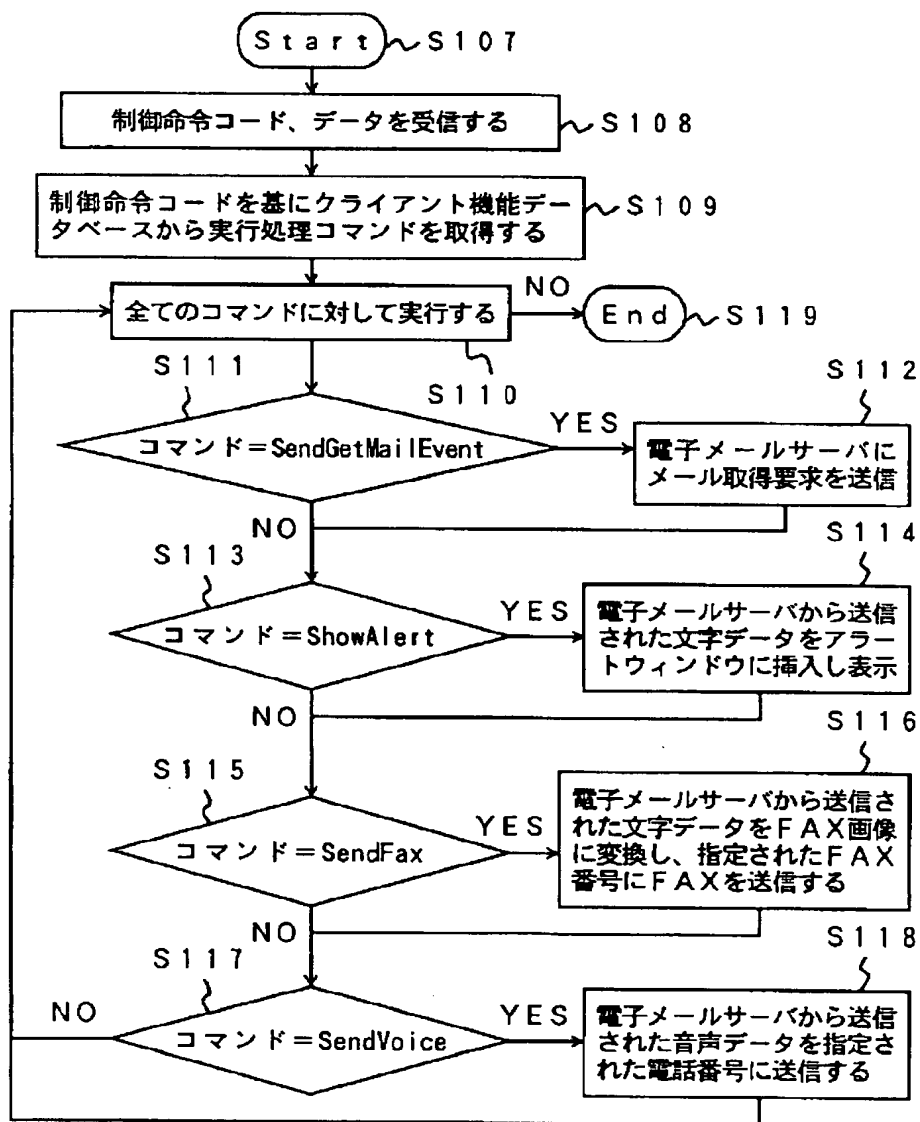 Start
S107
制御命令コード、データを受信する
S108
制御命令コードを基にクライアント機能デー
タベースから実行処理コマンドを取得する
S109
全てのコマンドに対して実行する
NO
End
S119
S110
S111
コマンド=SendGetMailEvent
YES
S112
電子メールサーバに
メール取得要求を送信
NO
S113
コマンド=ShowAlert
YES
S114
電子メールサーバから送信
された文字データをアラー
トウィンドウに挿入し表示
NO
S115
コマンド=SendFax
YES
S116
電子メールサーバから送信さ
れた文字データをFAX画像
に変換し、指定されたFAX
番号にFAXを送信する
NO
S117
NO
コマンド=SendVoice
YES
S118
電子メールサーバから送信
された音声データを指定さ
れた電話番号に送信する